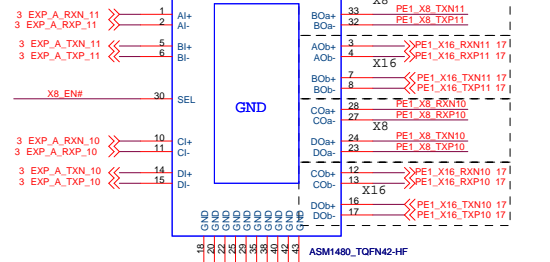 X8
3 EXP_A_RXN_11 1 AI+ BOa+ 33 PE1_X8_TXN11
3 EXP_A_RXP_11 2 AI- BOa- 32 PE1_X8_TXP11
3 EXP_A_TXN_11 5 BI+ AOb+ 3 PE1_X16_RXN11 17
3 EXP_A_TXP_11 6 BI- AOb- 4 PE1_X16_RXP11 17
X16
BOb+ 7 PE1_X16_TXN11 17
BOb- 8 PE1_X16_TXP11 17
X8_EN# 30 SEL
GND
COa+ 28 PE1_X8_RXN10
COa- 27 PE1_X8_RXP10
X8
3 EXP_A_RXN_10 10 CI+ DOa+ 24 PE1_X8_TXN10
3 EXP_A_RXP_10 11 CI- DOa- 23 PE1_X8_TXP10
3 EXP_A_TXN_10 14 DI+ COb+ 12 PE1_X16_RXN10 17
3 EXP_A_TXP_10 15 DI- COb- 13 PE1_X16_RXP10 17
X16
DOb+ 16 PE1_X16_TXN10 17
DOb- 17 PE1_X16_TXP10 17
GND GND GND GND GND GND GND GND GND GND
18 20 22 25 29 35 38 40 42 43
ASM1480_TQFN42-HF